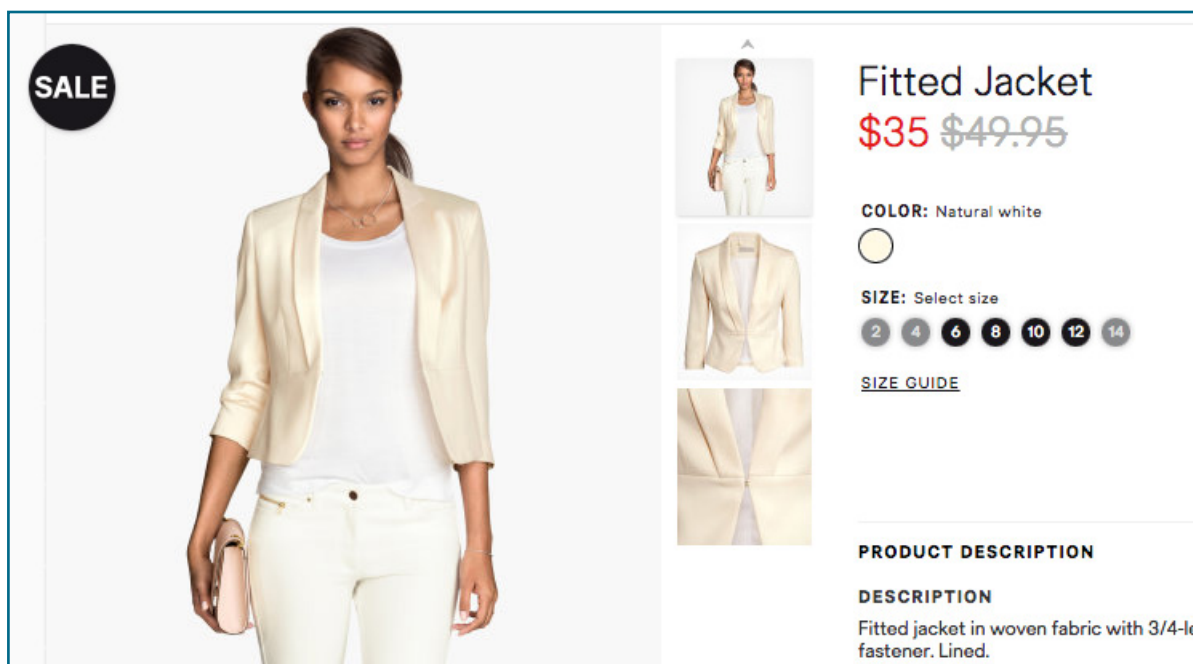 SALE
Fitted Jacket
$35 $49.95
COLOR: Natural white
SIZE: Select size
2 4 6 8 10 12 14
SIZE GUIDE
PRODUCT DESCRIPTION
DESCRIPTION
Fitted jacket in woven fabric with 3/4-le
fastener. Lined.